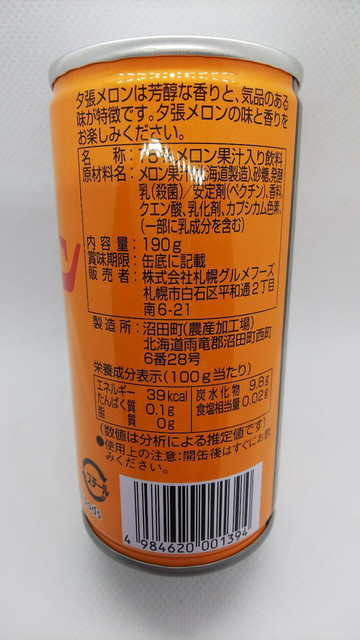 夕張メロンは芳醇な香りと、気品のある
味が特徴です。夕張メロンの味と香りを
お楽しみください。
名 称:15%メロン果汁入り飲料
原材料名:メロン果汁(北海道製造)、砂糖、発酵
乳(殺菌)/安定剤(ペクチン)、香料、
クエン酸、乳化剤、カプシカム色素、
(一部に乳成分を含む)
内容量:190g
賞味期限:缶底に記載
販売者:株式会社札幌グルメフーズ
札幌市白石区平和通2丁目
南6-21
製造所:沼田町(農産加工場)
北海道雨竜郡沼田町西町
6番28号
栄養成分表示(100g当たり)
エネルギー 39kcal 炭水化物 9.8g
たんぱく質 0.1g 食塩相当量 0.02g
脂質 0g
(数値は分析による推定値です)
●使用上の注意:開缶後はすぐにお飲
みください。
スチール
ン
oods
4 984620 001394